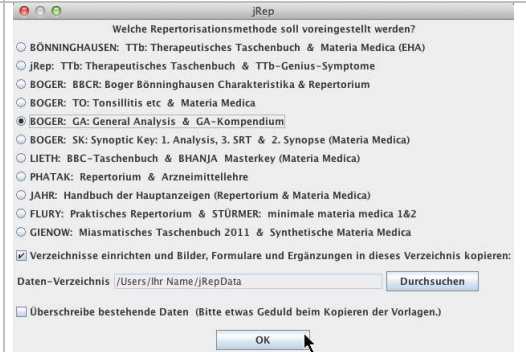 jRep
Welche Repertorisationsmethode soll voreingestellt werden?
BÖNNINGHAUSEN: TTb: Therapeutisches Taschenbuch & Materia Medica (EHA)
jRep: TTb: Therapeutisches Taschenbuch & TTb-Genius-Symptome
BOGER: BBCR: Boger Bönninghausen Charakteristika & Repertorium
BOGER: TO: Tonsillitis etc & Materia Medica
BOGER: GA: General Analysis & GA-Kompendium
BOGER: SK: Synoptic Key: 1. Analysis, 3. SRT & 2. Synopse (Materia Medica)
LIETH: BBC-Taschenbuch & BHANJA Masterkey (Materia Medica)
PHATAK: Repertorium & Arzneimittellehre
JAHR: Handbuch der Hauptanzeigen (Repertorium & Materia Medica)
FLURY: Praktisches Repertorium & STÜRMER: minimale materia medica 1&2
GIENOW: Miasmatisches Taschenbuch 2011 & Synthetische Materia Medica
Verzeichnisse einrichten und Bilder, Formulare und Ergänzungen in dieses Verzeichnis kopieren:
Daten-Verzeichnis /Users/Ihr Name/jRepData Durchsuchen
Überschreibe bestehende Daten (Bitte etwas Geduld beim Kopieren der Vorlagen.)
OK